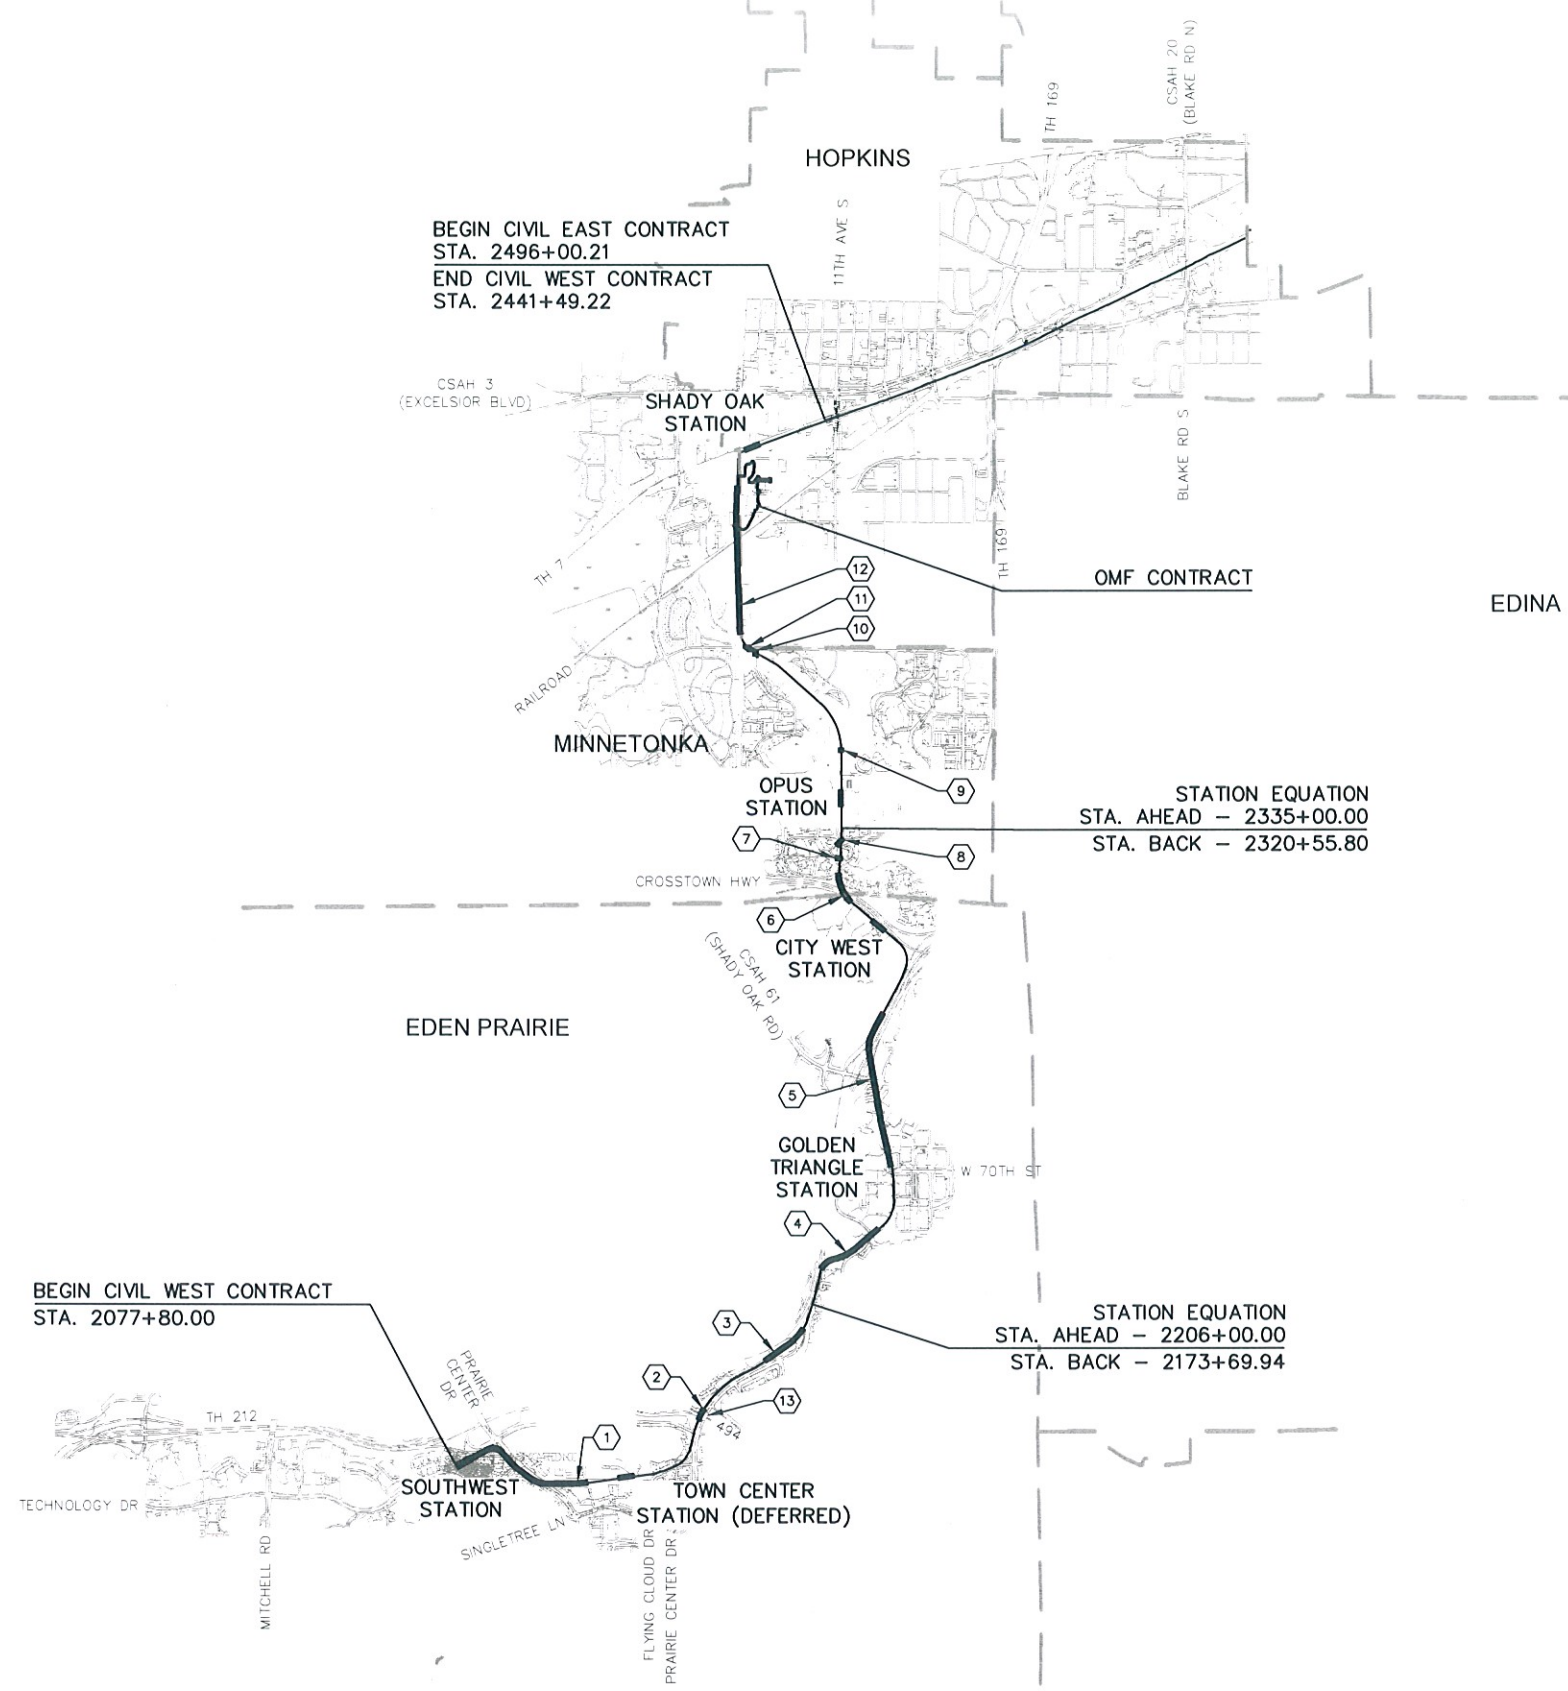 CSAH 20
(BLAKE RD N)
TH 169
HOPKINS
11TH AVE S
BEGIN CIVIL EAST CONTRACT
STA. 2496+00.21
END CIVIL WEST CONTRACT
STA. 2441+49.22
CSAH 3
(EXCELSIOR BLVD)
SHADY OAK
STATION
BLAKE RD S
TH 169
TH 7
12
11
10
OMF CONTRACT
EDINA
RAILROAD
MINNETONKA
OPUS
STATION
9
STATION EQUATION
STA. AHEAD – 2335+00.00
STA. BACK – 2320+55.80
7
8
CROSSTOWN HWY
6
CITY WEST
STATION
CSAH 61
(SHADY OAK RD)
EDEN PRAIRIE
5
GOLDEN
TRIANGLE
STATION
W 70TH ST
4
BEGIN CIVIL WEST CONTRACT
STA. 2077+80.00
3
STATION EQUATION
STA. AHEAD – 2206+00.00
STA. BACK – 2173+69.94
PRAIRIE
CENTER
DR
2
13
494
TH 212
1
SOUTHWEST
STATION
TOWN CENTER
STATION (DEFERRED)
TECHNOLOGY DR
SINGLETREE LN
MITCHELL RD
FLYING CLOUD DR
PRAIRIE CENTER DR